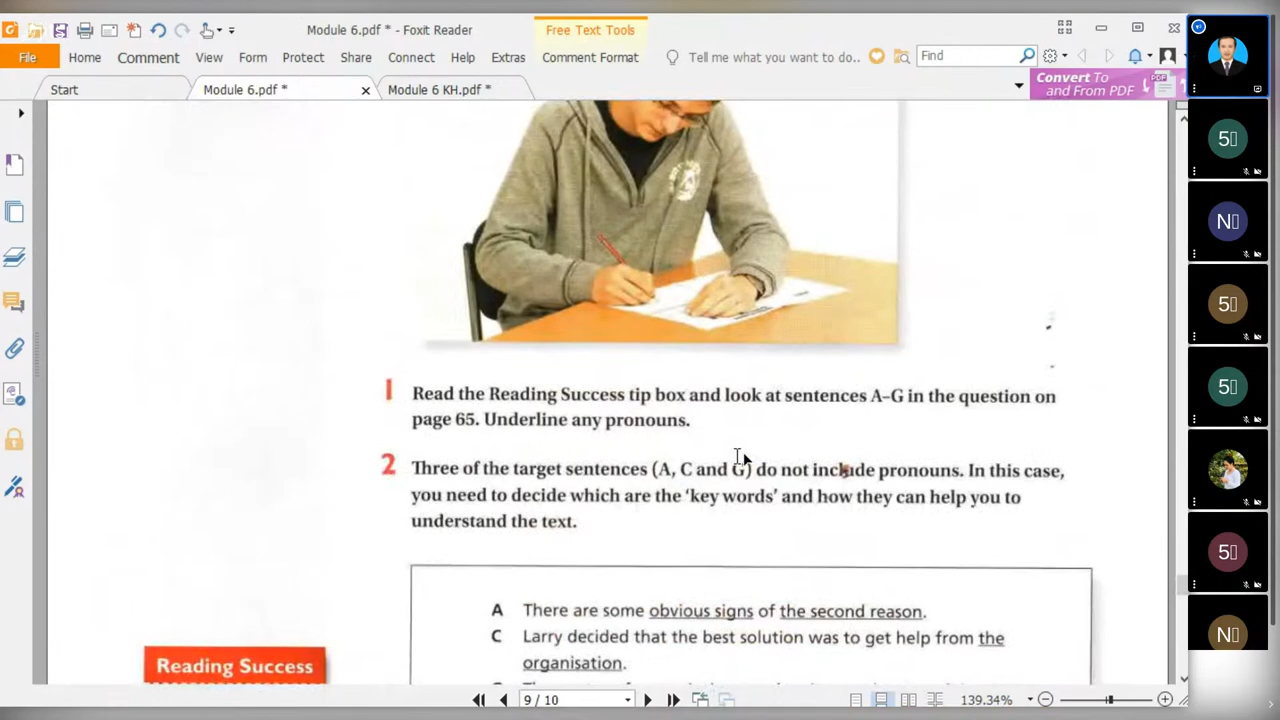 Module 6.pdf * - Foxit Reader
Free Text Tools
File
Home
Comment
View
Form
Protect
Share
Connect
Help
Extras
Comment Format
Tell me what you want to do..
Find
Start
Module 6.pdf *
Module 6 KH.pdf *
Convert To
and From PDF
PDF
1 Read the Reading Success tip box and look at sentences A–G in the question on
page 65. Underline any pronouns.
2 Three of the target sentences (A, C and G) do not include pronouns. In this case,
you need to decide which are the ‘key words’ and how they can help you to
understand the text.
A There are some obvious signs of the second reason.
C Larry decided that the best solution was to get help from the
organisation.
Reading Success
9 / 10
139.34%
5
N
5
5
5
N